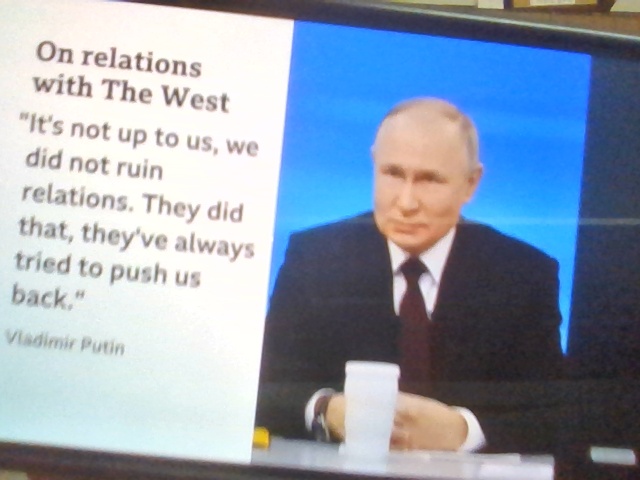 On relations
with The West
"It's not up to us, we
did not ruin
relations. They did
that, they've always
tried to push us
back."
Vladimir Putin